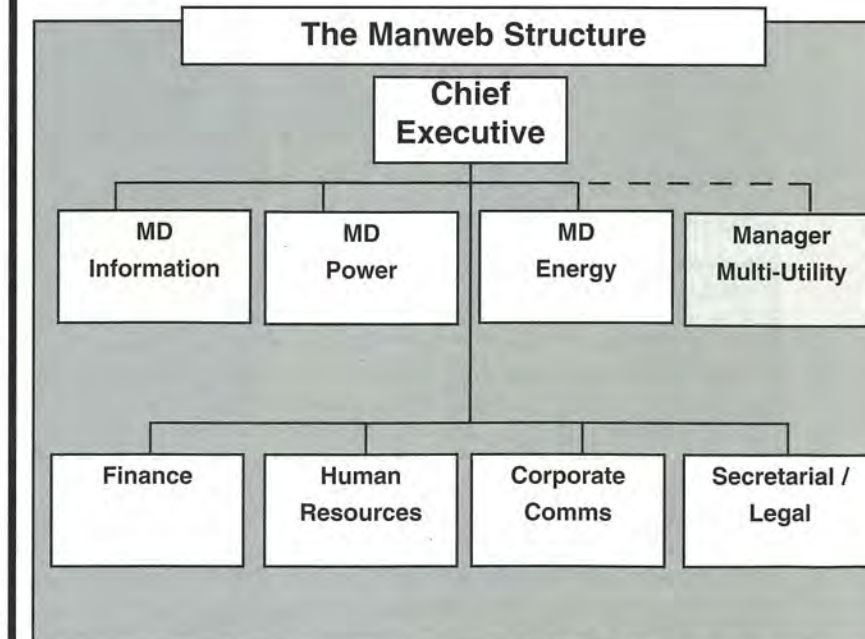 The Manweb Structure
Chief
Executive
MD
Information
MD
Power
MD
Energy
Manager
Multi-Utility
Finance
Human
Resources
Corporate
Comms
Secretarial /
Legal